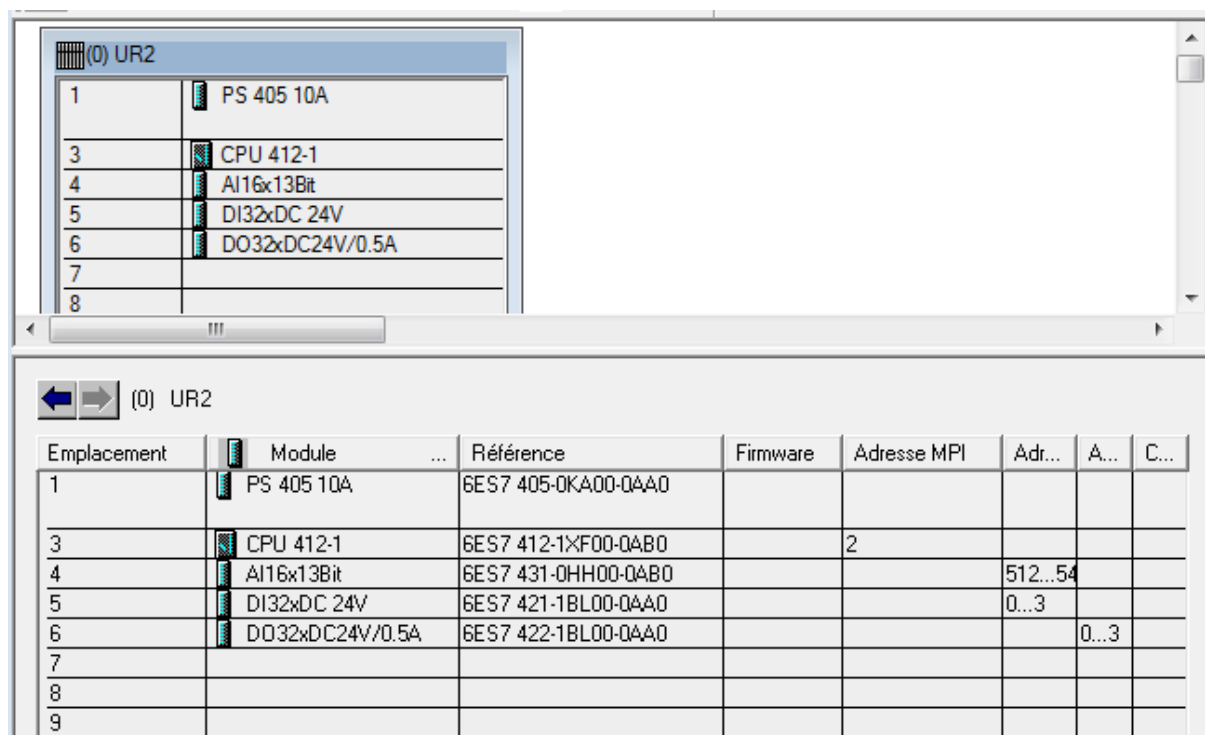 (0) UR2
1 PS 405 10A
3 CPU 412-1
4 AI16x13Bit
5 DI32xDC 24V
6 DO32xDC24V/0.5A
7
8
(0) UR2
Emplacement Module ... Référence Firmware Adresse MPI Adr... A... C...
1 PS 405 10A 6ES7 405-0KA00-0AA0
3 CPU 412-1 6ES7 412-1XF00-0AB0 2
4 AI16x13Bit 6ES7 431-0HH00-0AB0 512...54
5 DI32xDC 24V 6ES7 421-1BL00-0AA0 0...3
6 DO32xDC24V/0.5A 6ES7 422-1BL00-0AA0 0...3
7
8
9